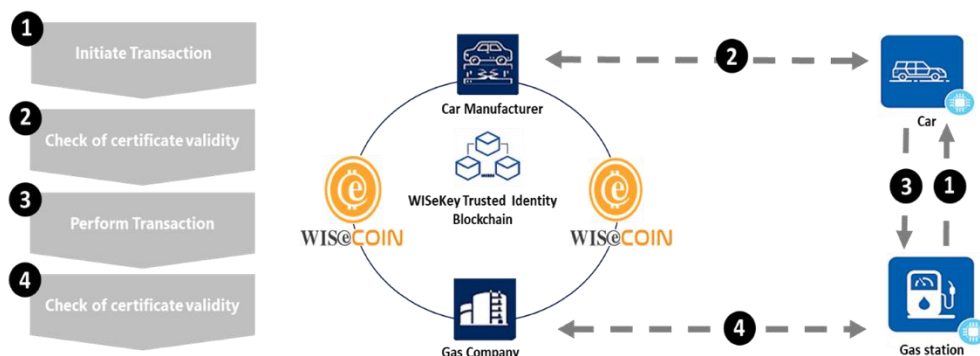 1
Initiate Transaction
2
Check of certificate validity
3
Perform Transaction
4
Check of certificate validity
Car Manufacturer
WISeKey Trusted Identity
Blockchain
WISeCOIN
WISeCOIN
Gas Company
2
Car
3
1
4
Gas station